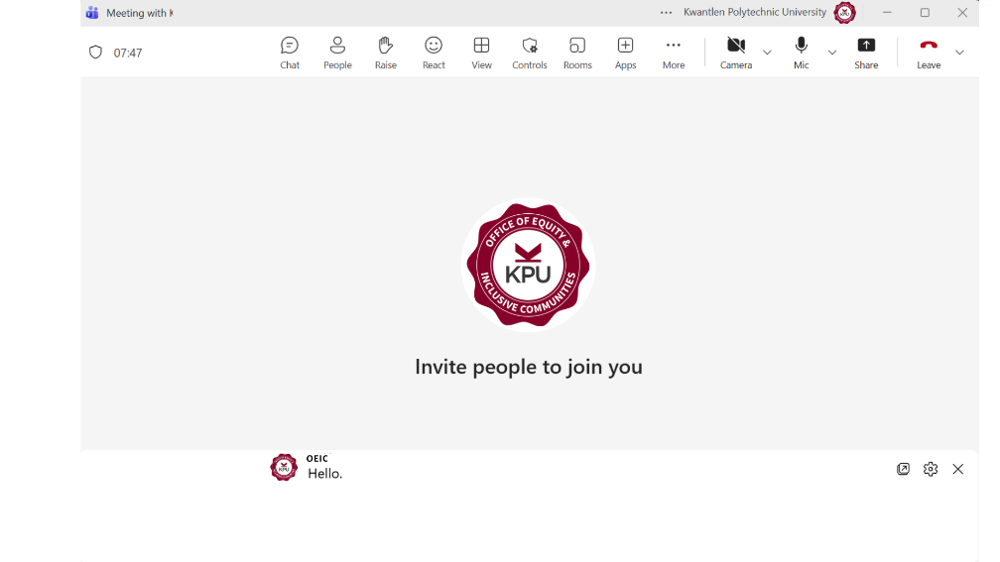 Meeting with
Kwantlen Polytechnic University
07:47
Chat
People
Raise
React
View
Controls
Rooms
Apps
More
Camera
Mic
Share
Leave
OFFICE OF EQUITY &
KPU
INCLUSIVE COMMUNITIES
Invite people to join you
OEIC
KPU
Hello.